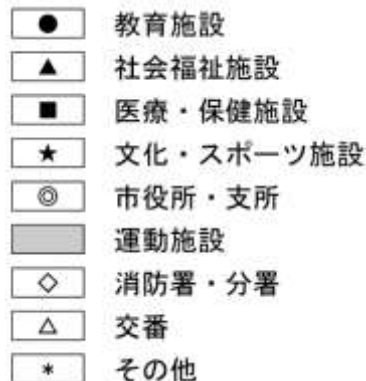 ● 教育施設
▲ 社会福祉施設
■ 医療・保健施設
★ 文化・スポーツ施設
◎ 市役所・支所
運動施設
◇ 消防署・分署
△ 交番
* その他